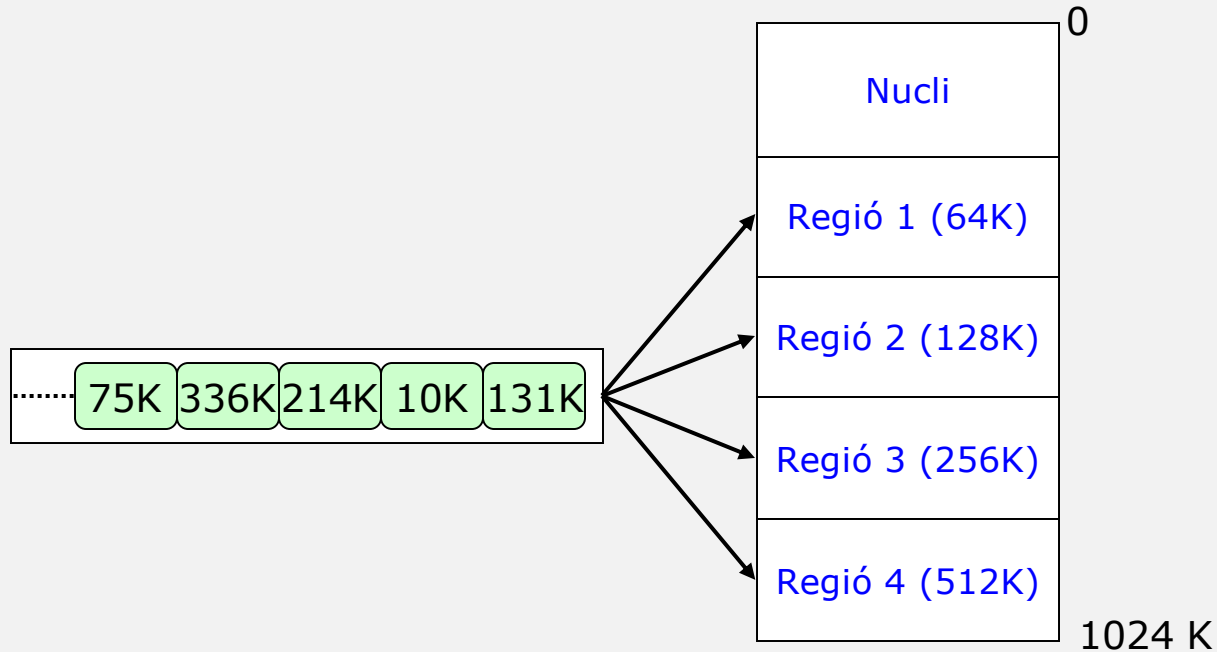 0
Nucli
Regió 1 (64K)
Regió 2 (128K)
75K 336K 214K 10K 131K
Regió 3 (256K)
Regió 4 (512K)
1024 K